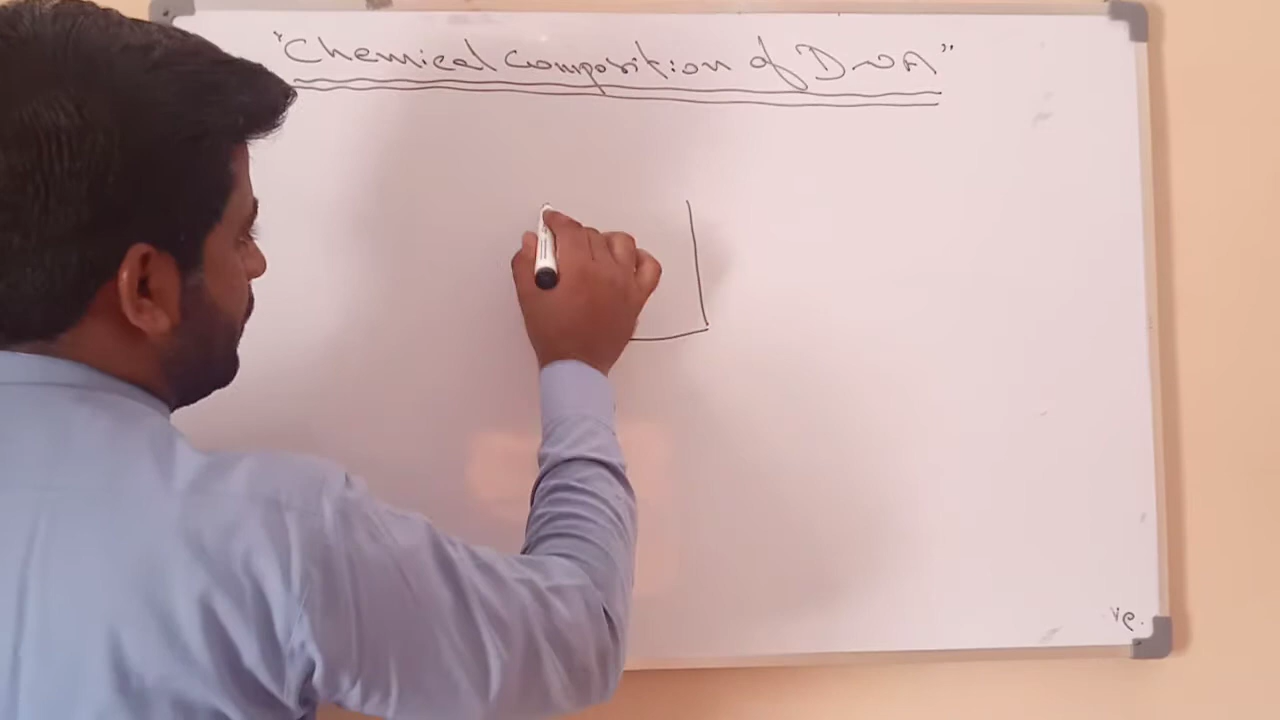 "Chemical Composition of DNA"
ve.